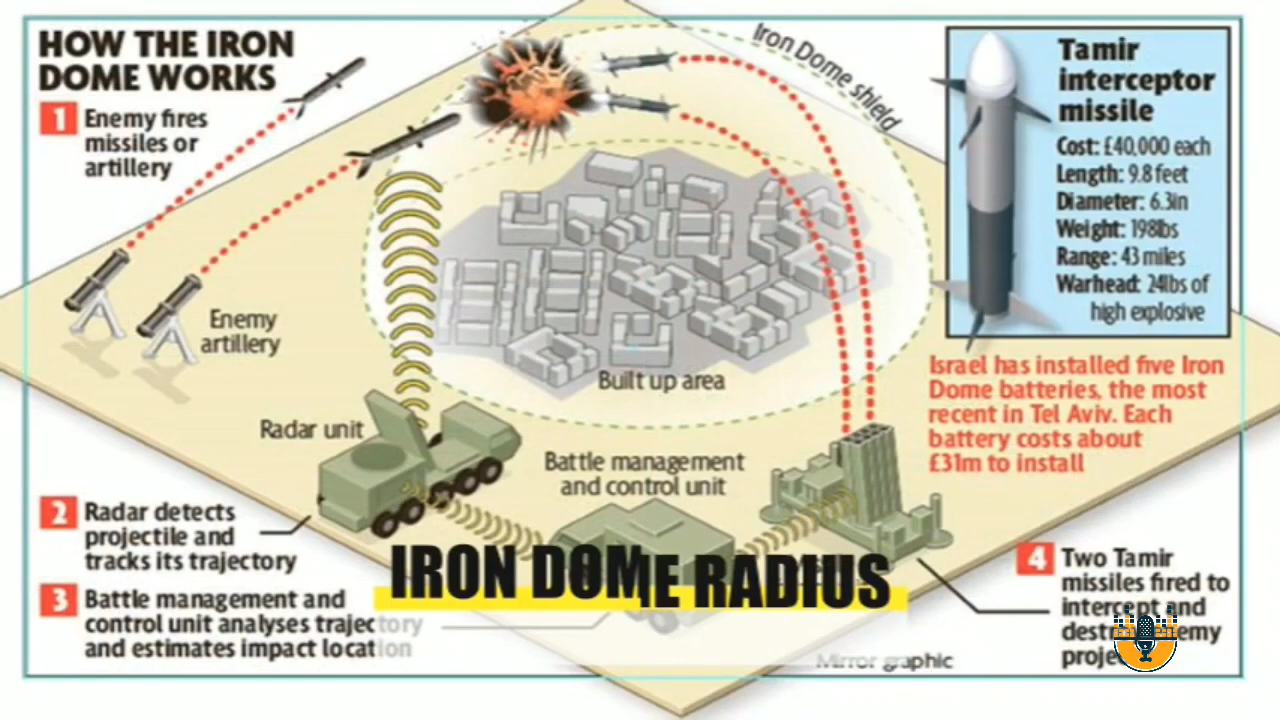 HOW THE IRON
DOME WORKS
1
Enemy fires
missiles or
artillery
Iron Dome shield
Tamir
interceptor
missile
Cost: £40,000 each
Length: 9.8 feet
Diameter: 6.3in
Weight: 198lbs
Range: 43 miles
Warhead: 24lbs of
high explosive
Enemy
artillery
Built up area
Israel has installed five Iron
Dome batteries, the most
recent in Tel Aviv. Each
battery costs about
£31m to install
Radar unit
Battle management
and control unit
2
Radar detects
projectile and
tracks its trajectory
3
Battle management and
control unit analyses trajectory
and estimates impact location
IRON DOME RADIUS
4
Two Tamir
missiles fired to
intercept and
Mirror graphic